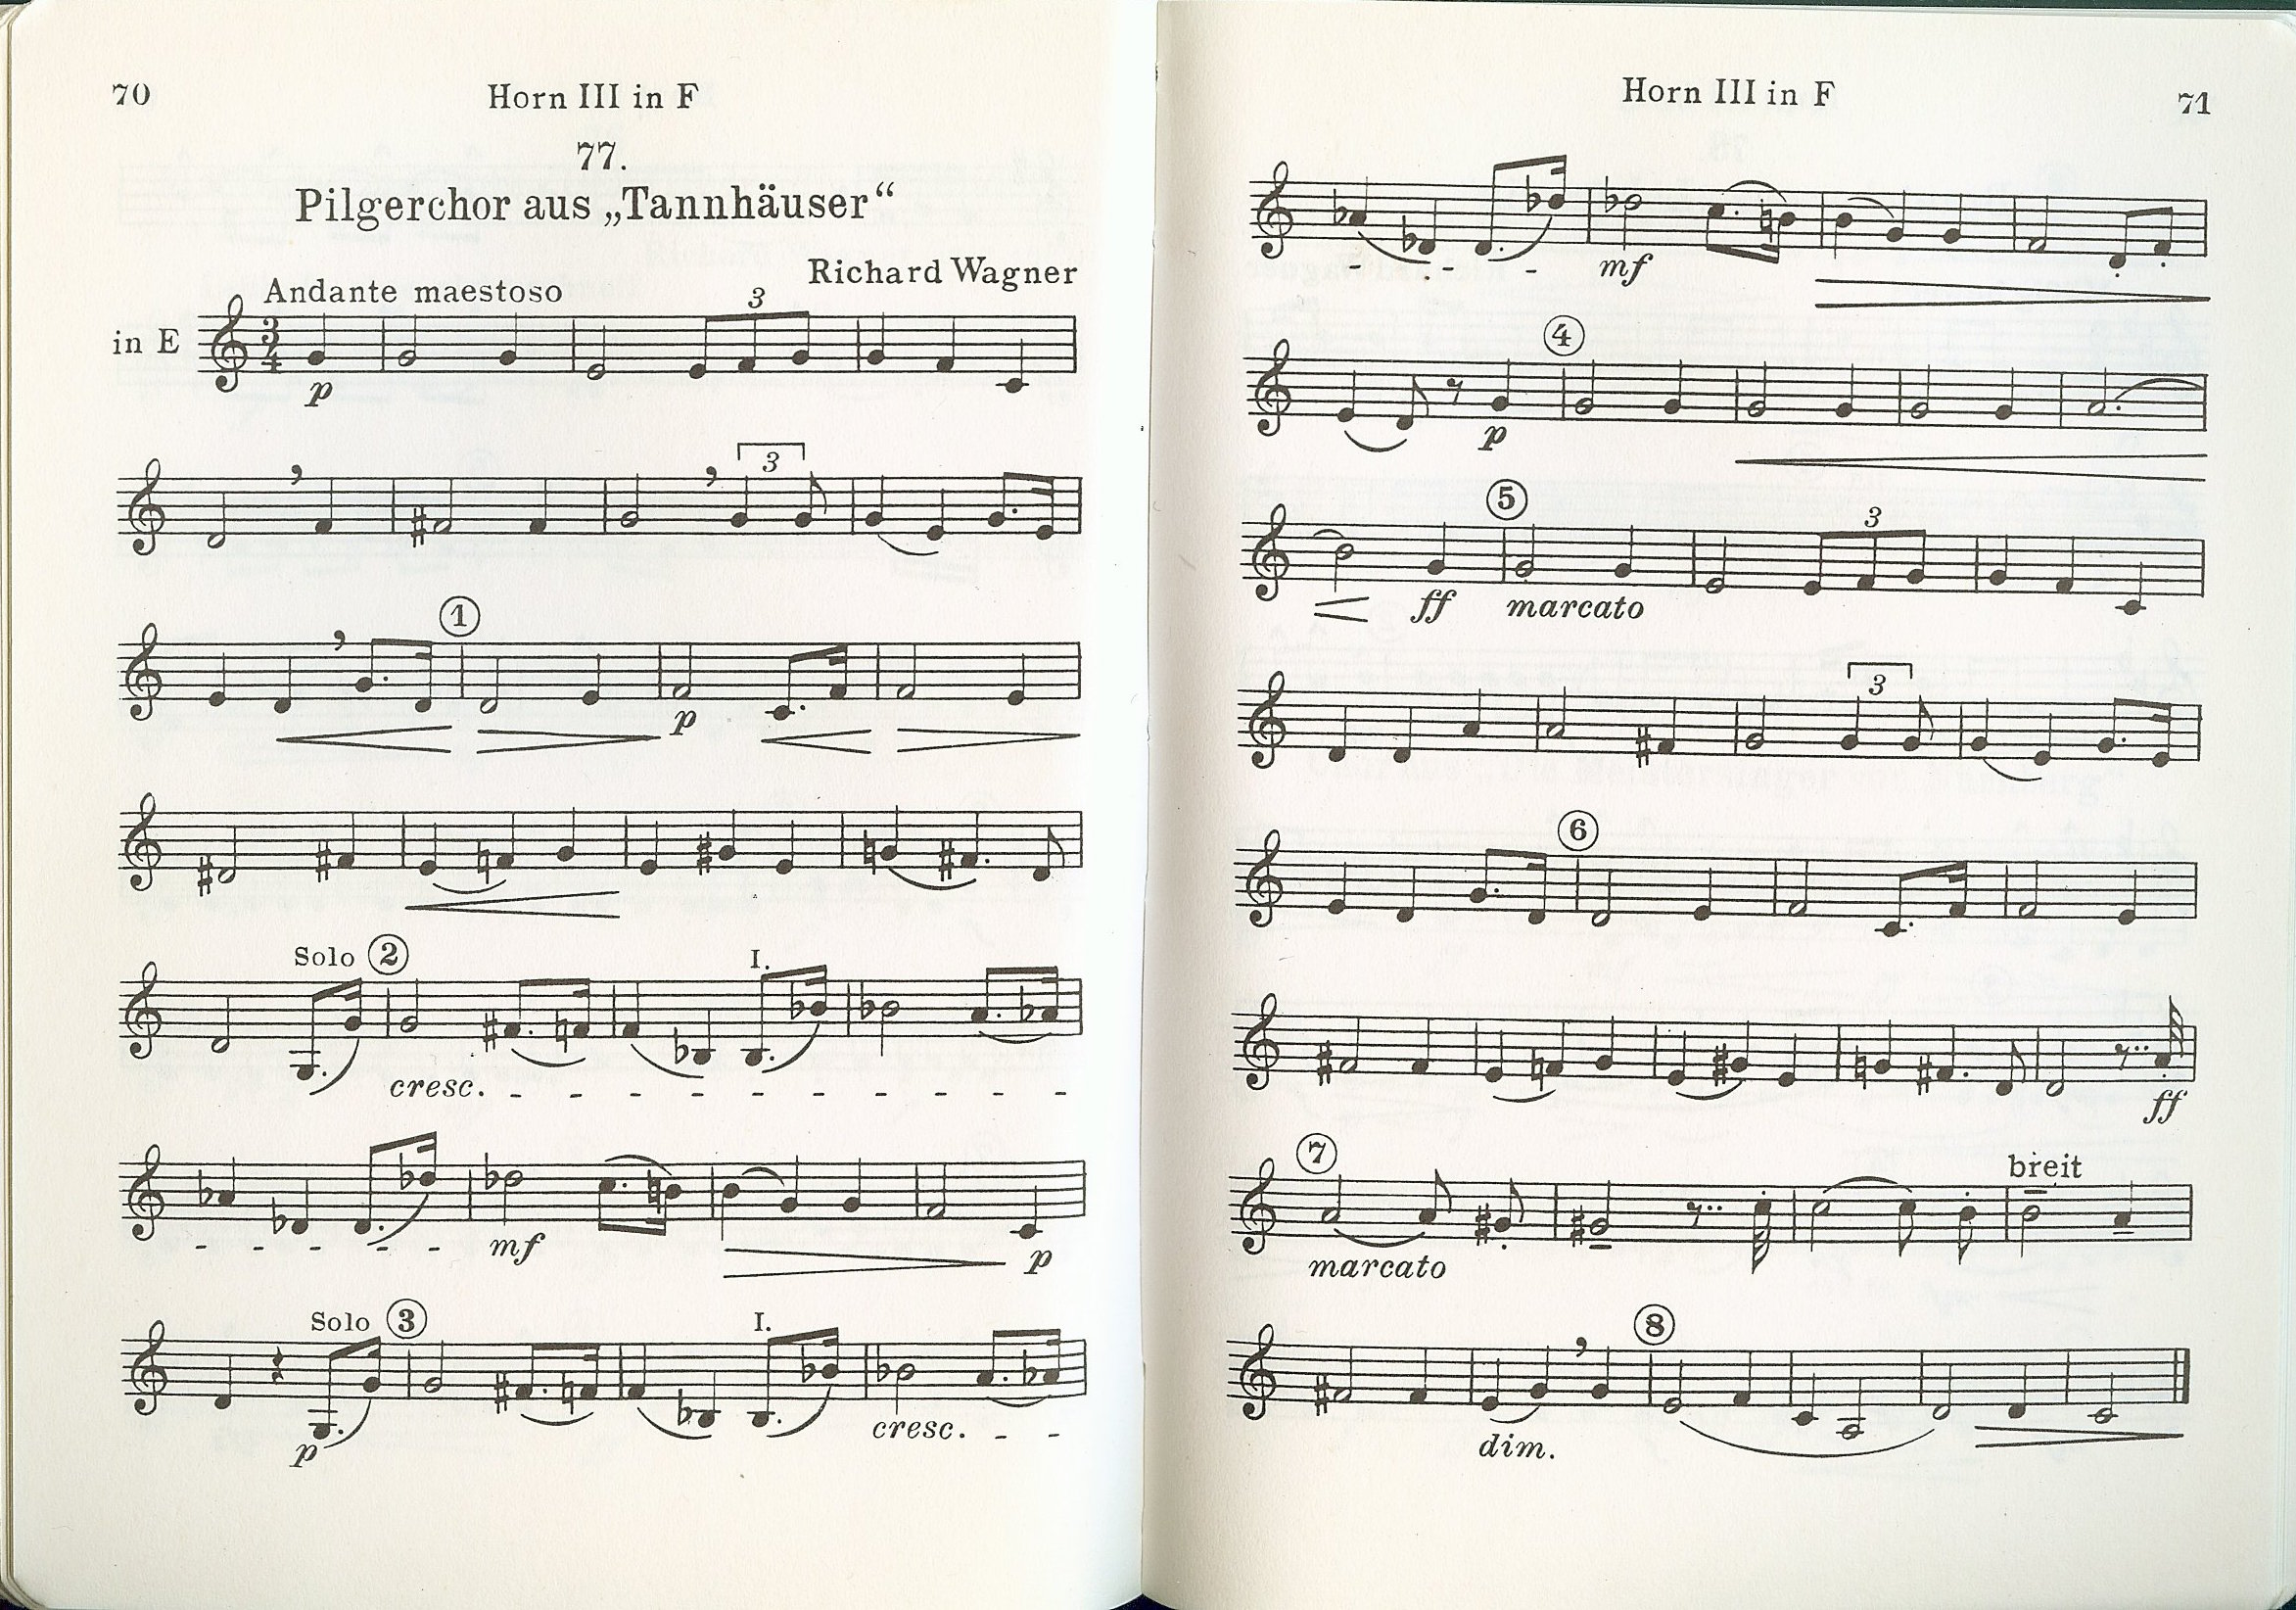 70
Horn III in F
77.
Pilgerchor aus „Tannhäuser“
Richard Wagner
Andante maestoso
in E
3
4
3
p
3
1
p
Solo 2
I.
cresc.
mf
p
Solo 3
I.
p
cresc.
Horn III in F
71
mf
4
p
5
3
ff marcato
3
6
ff
7
breit
marcato
8
dim.